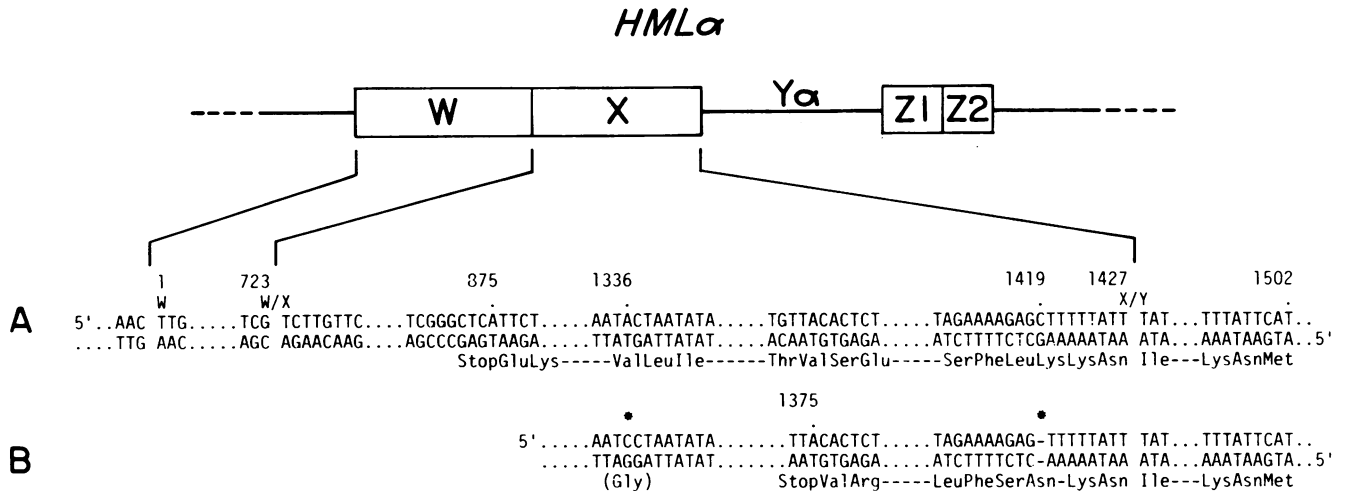 HMLα
W X Yα Z1 Z2
1 723 875 1336 1419 1427 1502
W W/X X/Y
A 5'..AAC TTG.....TCG TCTTGTTC....TCGGGCTCATTCT.....AATACTAATATA.....TGTTACACTCT.....TAGAAAAGAGCTTTTTATT TAT...TTTATTCAT..
....TTG AAC.....AGC AGAACAAG....AGCCCGAGTAAGA.....TTATGATTATAT.....ACAATGTGAGA.....ATCTTTTCTCGAAAAATAA ATA...AAATAAGTA..5'
StopGluLys-----ValLeuIle------ThrValSerGlu-----SerPheLeuLysLysAsn Ile---LysAsnMet
1375
B 5'.....AATCCTAATATA.......TTACACTCT.....TAGAAAAGAG-TTTTTATT TAT...TTTATTCAT..
.....TTAGGATTATAT.......AATGTGAGA.....ATCTTTTCTC-AAAAATAA ATA...AAATAAGTA..5'
(Gly) StopValArg-----LeuPheSerAsn-LysAsn Ile---LysAsnMet